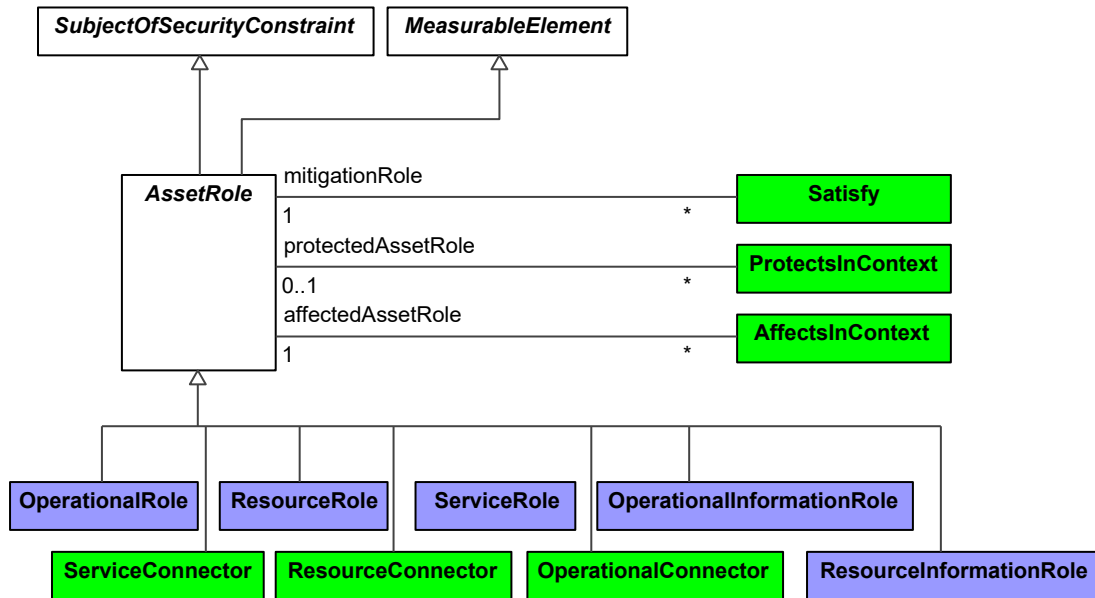 SubjectOfSecurityConstraint
MeasurableElement
AssetRole
mitigationRole
1
*
Satisfy
protectedAssetRole
0..1
*
ProtectsInContext
affectedAssetRole
1
*
AffectsInContext
OperationalRole
ResourceRole
ServiceRole
OperationalInformationRole
ServiceConnector
ResourceConnector
OperationalConnector
ResourceInformationRole